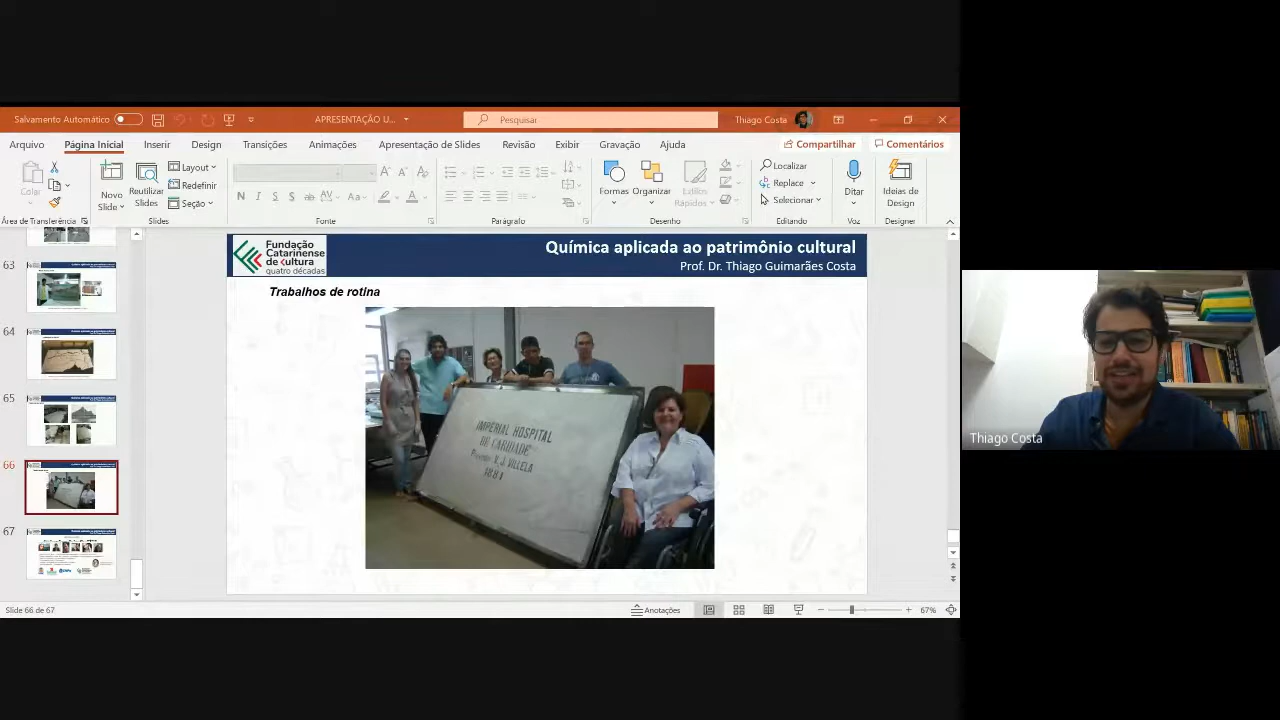 Salvamento Automático
APRESENTAÇÃO U...
Pesquisar
Thiago Costa
Arquivo
Página Inicial
Inserir
Design
Transições
Animações
Apresentação de Slides
Revisão
Exibir
Gravação
Ajuda
Compartilhar
Comentários
Colar
Novo
Slide
Reutilizar
Slides
Layout
Redefinir
Seção
Formas
Organizar
Estilos
Rápidos
Localizar
Replace
Selecionar
Ditar
Ideias de
Design
Área de Transferência
Slides
Fonte
Parágrafo
Desenho
Editando
Voz
Designer
63
64
65
66
67
Fundação
Catarinense
de Cultura
quatro décadas
Química aplicada ao patrimônio cultural
Prof. Dr. Thiago Guimarães Costa
Trabalhos de rotina
IMPERIAL HOSPITAL
DE CARIDADE
V. J. VILLELA
1881
Thiago Costa
Slide 66 de 67
Anotações
67%